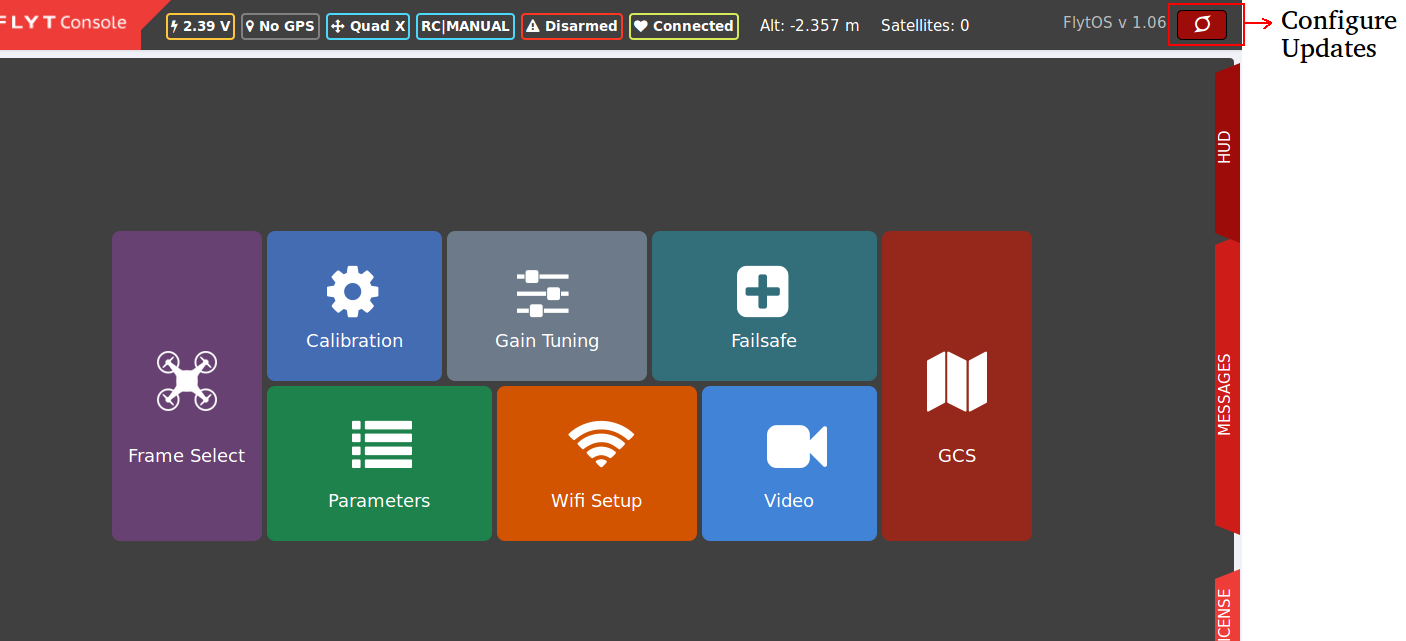 FLYT Console
2.39 V
No GPS
Quad X
RC|MANUAL
Disarmed
Connected
Alt: -2.357 m
Satellites: 0
FlytOS v 1.06
Configure
Updates
HUD
MESSAGES
ICENSE
Frame Select
Calibration
Gain Tuning
Failsafe
GCS
Parameters
Wifi Setup
Video